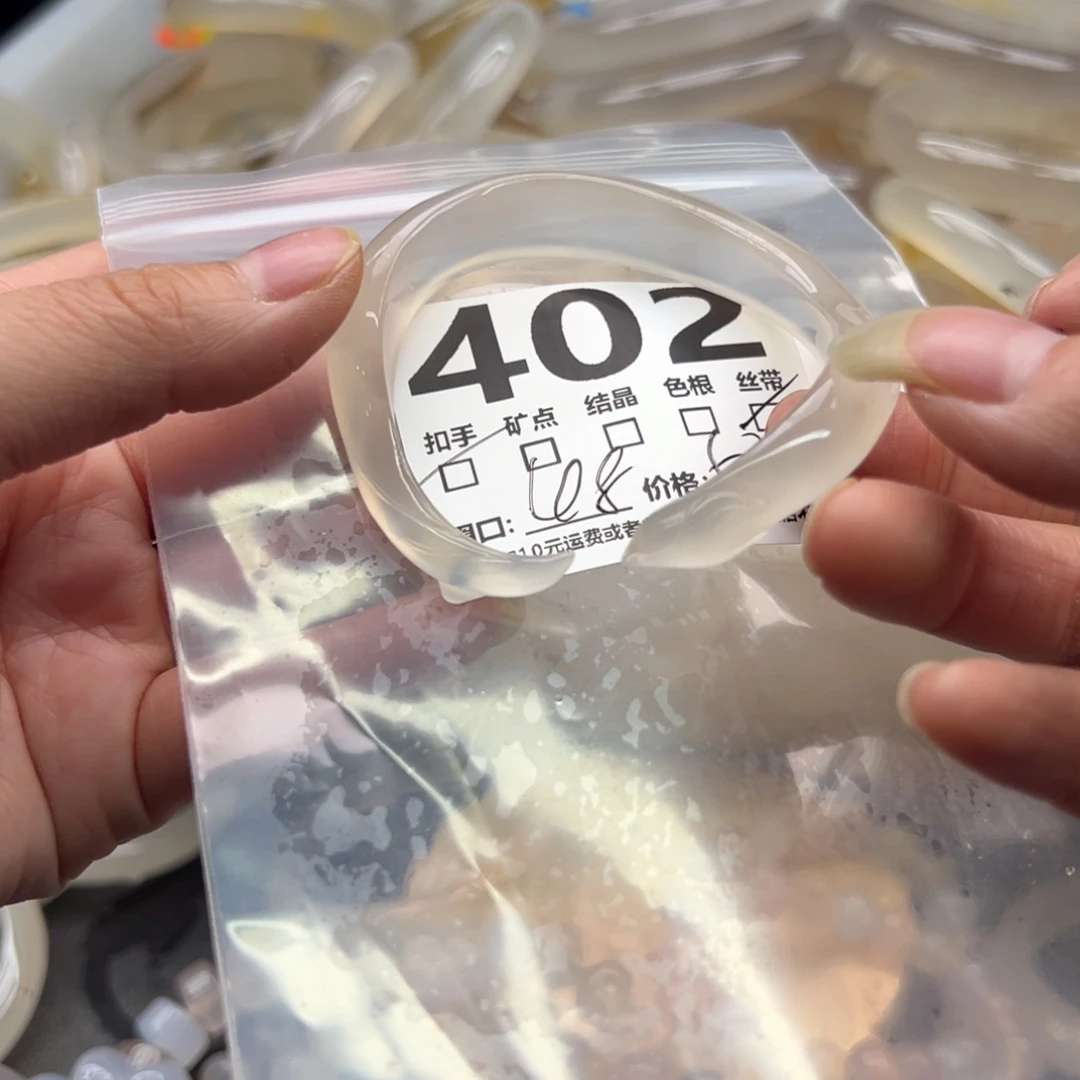 402
扣手 矿点 结晶 色根 丝带
口: 68 价格:
10元运费或者